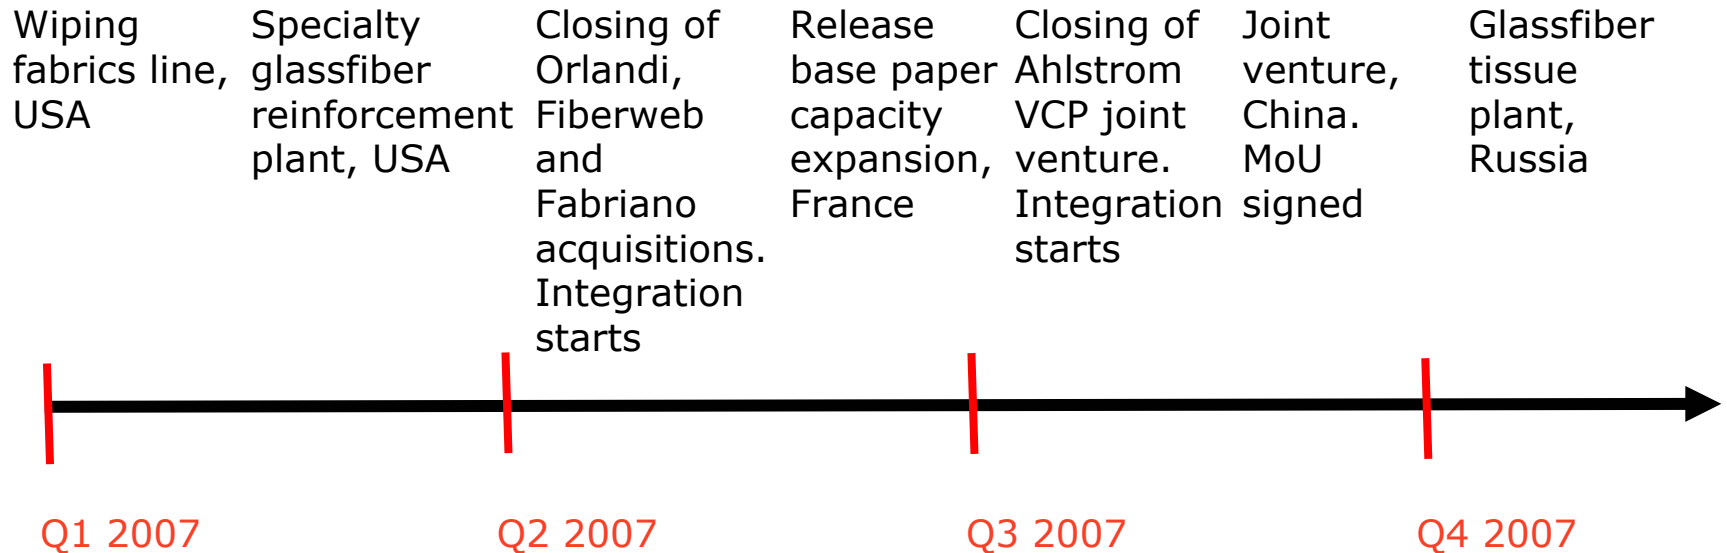 Wiping
fabrics line,
USA
Specialty
glassfiber
reinforcement
plant, USA
Closing of
Orlandi,
Fiberweb
and
Fabriano
acquisitions.
Integration
starts
Release
base paper
capacity
expansion,
France
Closing of
Ahlstrom
VCP joint
venture.
Integration
starts
Joint
venture,
China.
MoU
signed
Glassfiber
tissue
plant,
Russia
Q1 2007
Q2 2007
Q3 2007
Q4 2007